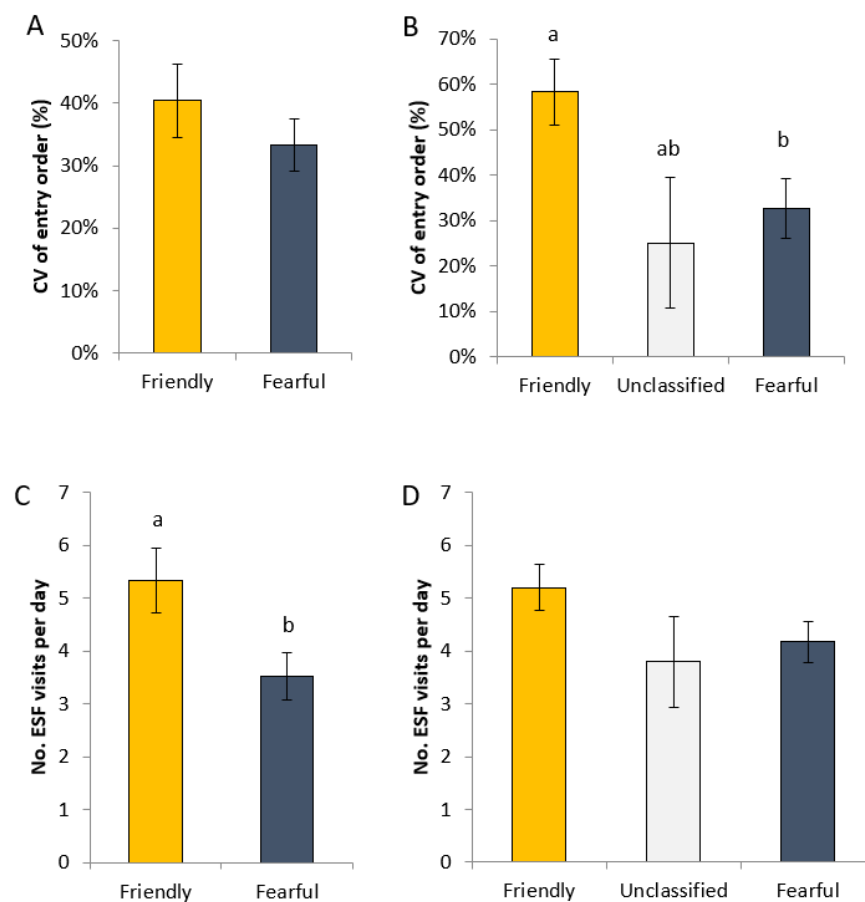 A
50%
40%
30%
20%
10%
0%
CV of entry order (%)
Friendly
Fearful
B
70%
60%
50%
40%
30%
20%
10%
0%
CV of entry order (%)
a
ab
b
Friendly
Unclassified
Fearful
C
7
6
5
4
3
2
1
0
No. ESF visits per day
a
b
Friendly
Fearful
D
7
6
5
4
3
2
1
0
No. ESF visits per day
Friendly
Unclassified
Fearful